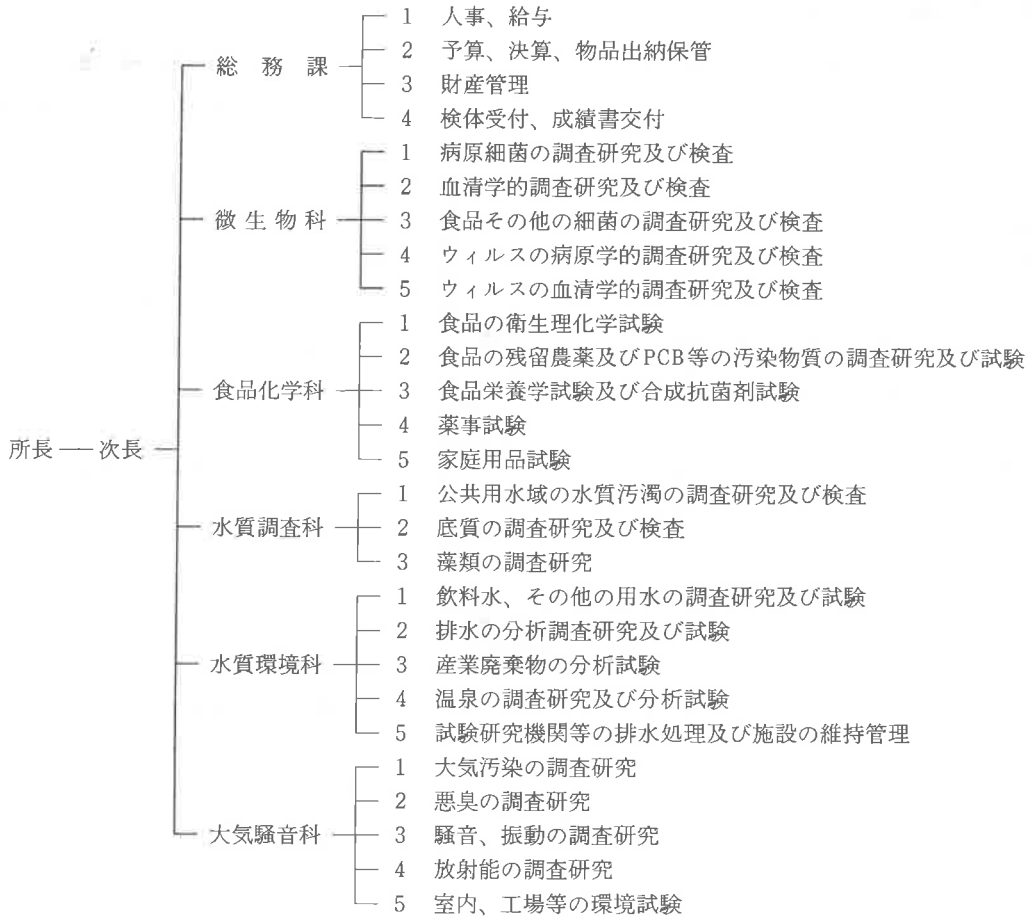 所長 次長
総務課
1 人事、給与
2 予算、決算、物品出納保管
3 財産管理
4 検体受付、成績書交付
微生物科
1 病原細菌の調査研究及び検査
2 血清学的調査研究及び検査
3 食品その他の細菌の調査研究及び検査
4 ウィルスの病原学的調査研究及び検査
5 ウィルスの血清学的調査研究及び検査
食品化学科
1 食品の衛生理化学試験
2 食品の残留農薬及びPCB等の汚染物質の調査研究及び試験
3 食品栄養学試験及び合成抗菌剤試験
4 薬事試験
5 家庭用品試験
水質調査科
1 公共用水域の水質汚濁の調査研究及び検査
2 底質の調査研究及び検査
3 藻類の調査研究
水質環境科
1 飲料水、その他の用水の調査研究及び試験
2 排水の分析調査研究及び試験
3 産業廃棄物の分析試験
4 温泉の調査研究及び分析試験
5 試験研究機関等の排水処理及び施設の維持管理
大気騒音科
1 大気汚染の調査研究
2 悪臭の調査研究
3 騒音、振動の調査研究
4 放射能の調査研究
5 室内、工場等の環境試験